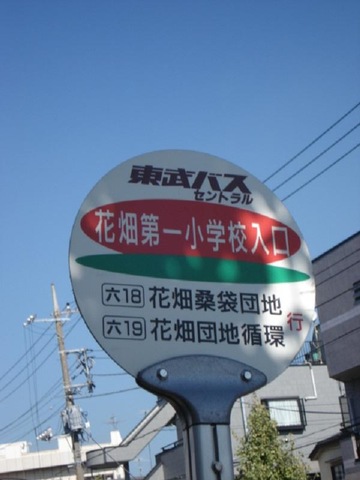 東武バス
セントラル
花畑第一小学校入口
六18 花畑桑袋団地
六19 花畑団地循環
行